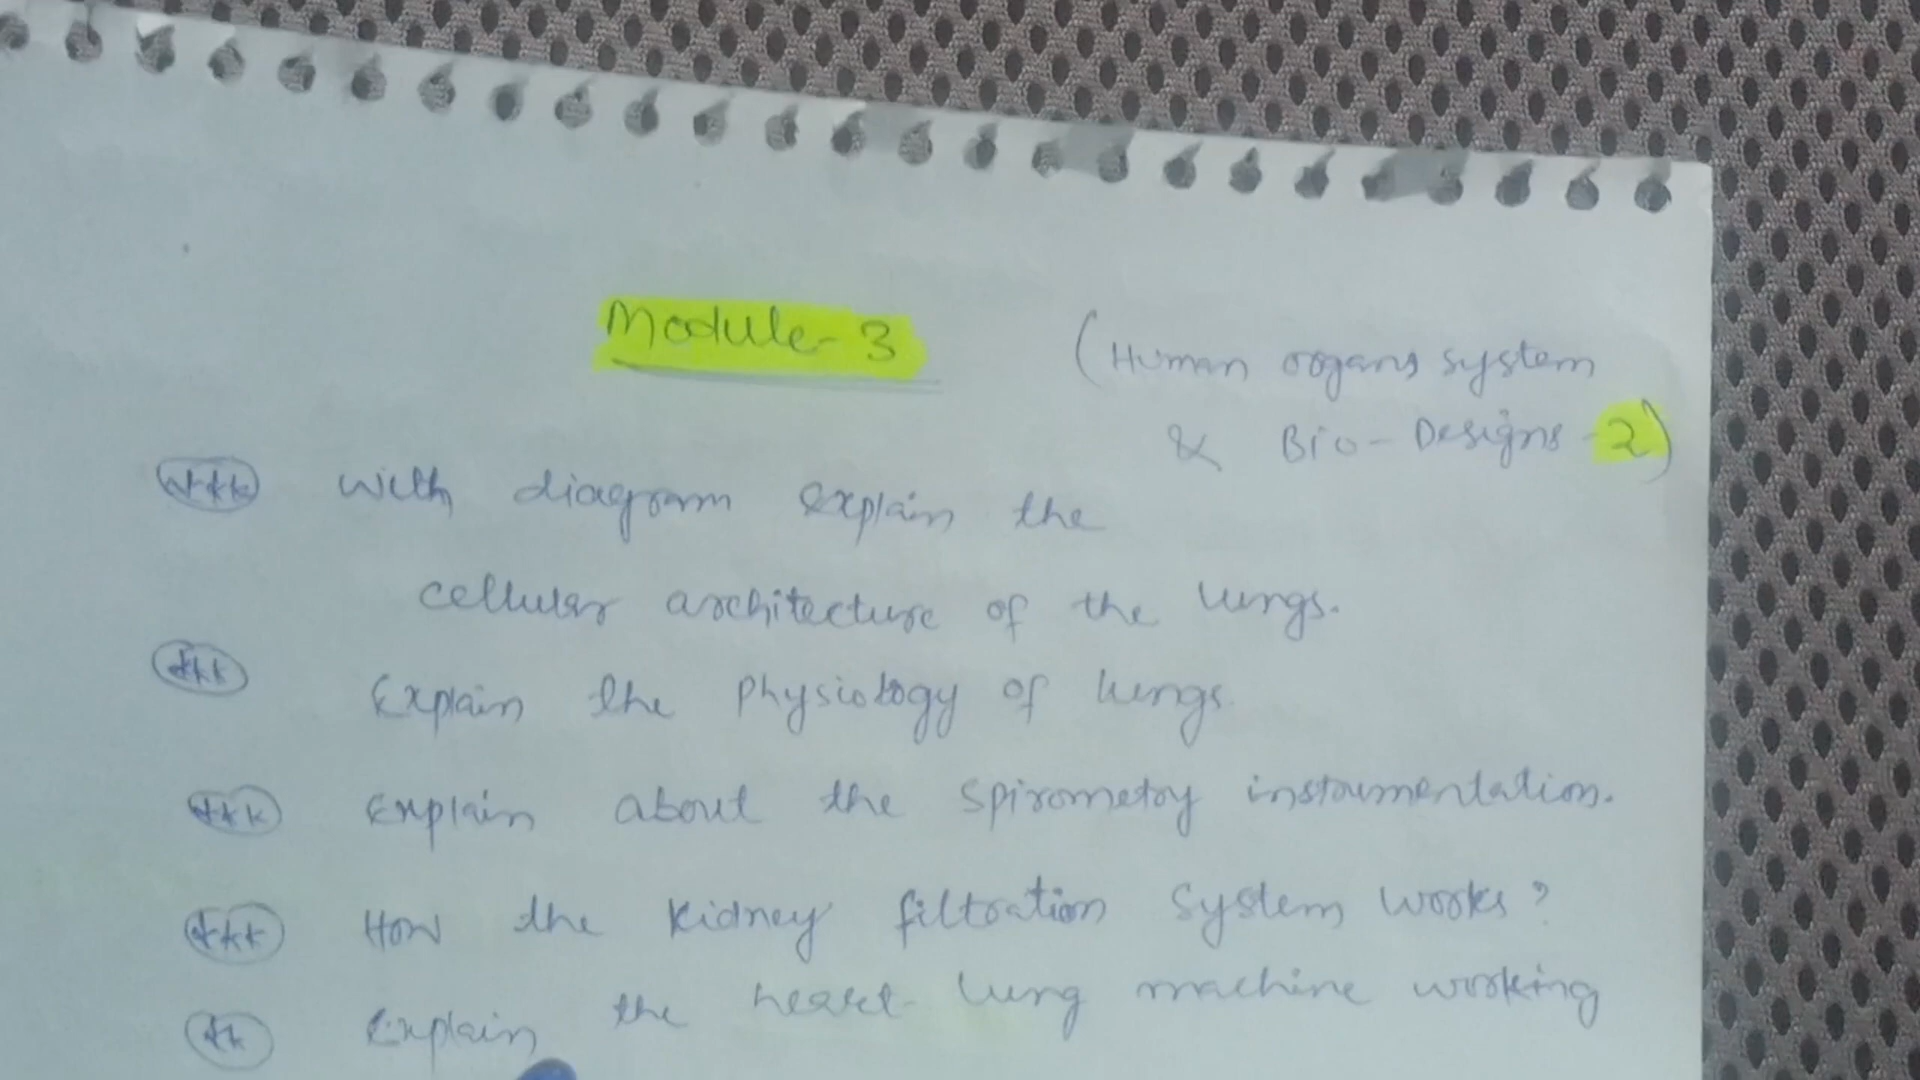 Module-3
(Human organs system
& Bio-Designs-2)
*** with diagram explain the
cellular architecture of the lungs.
*** Explain the physiology of lungs.
*** Explain about the spirometry instrumentation.
*** How the kidney filtration system works?
** Explain the heart lung machine working